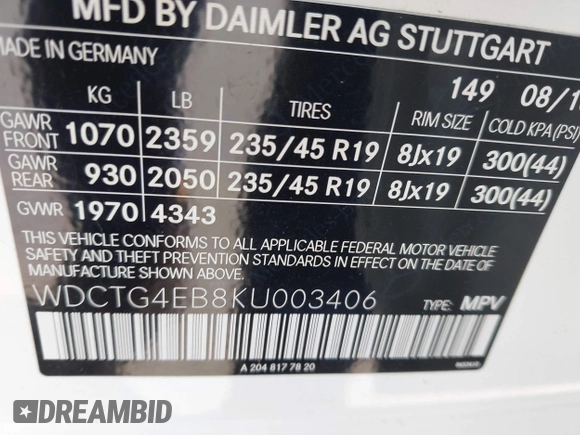 MFD BY DAIMLER AG STUTTGART
MADE IN GERMANY
149 08/1
KG LB TIRES RIM SIZE COLD KPA(PSI)
GAWR FRONT 1070 2359 235/45 R19 8Jx19 300(44)
GAWR REAR 930 2050 235/45 R19 8Jx19 300(44)
GVWR 1970 4343
THIS VEHICLE CONFORMS TO ALL APPLICABLE FEDERAL MOTOR VEHICLE
SAFETY AND THEFT PREVENTION STANDARDS IN EFFECT ON THE DATE OF
MANUFACTURE SHOWN ABOVE.
WDCTG4EB8KU003406 TYPE: MPV
A 204 817 78 20
DREAMBID